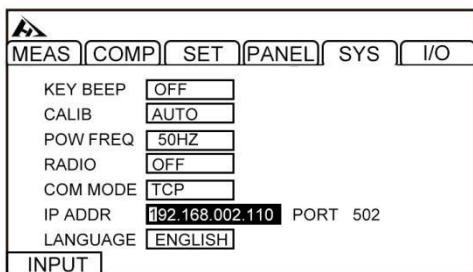 MEAS COMP SET PANEL SYS I/O
KEY BEEP OFF
CALIB AUTO
POW FREQ 50HZ
RADIO OFF
COM MODE TCP
IP ADDR 192.168.002.110 PORT 502
LANGUAGE ENGLISH
INPUT